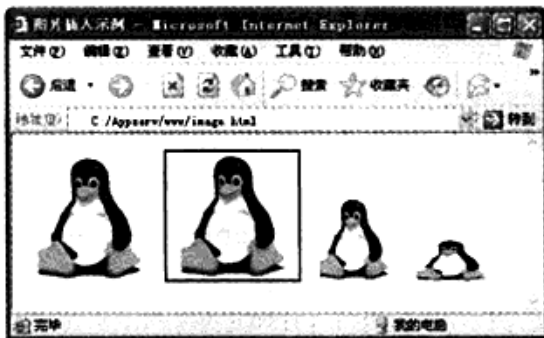 图片插入示例 - Microsoft Internet Explorer
文件(F) 编辑(E) 查看(V) 收藏(A) 工具(T) 帮助(H)
后退 搜索 收藏夹 »
地址(D) C:/Appserv/www/image.html 转到
完毕 我的电脑